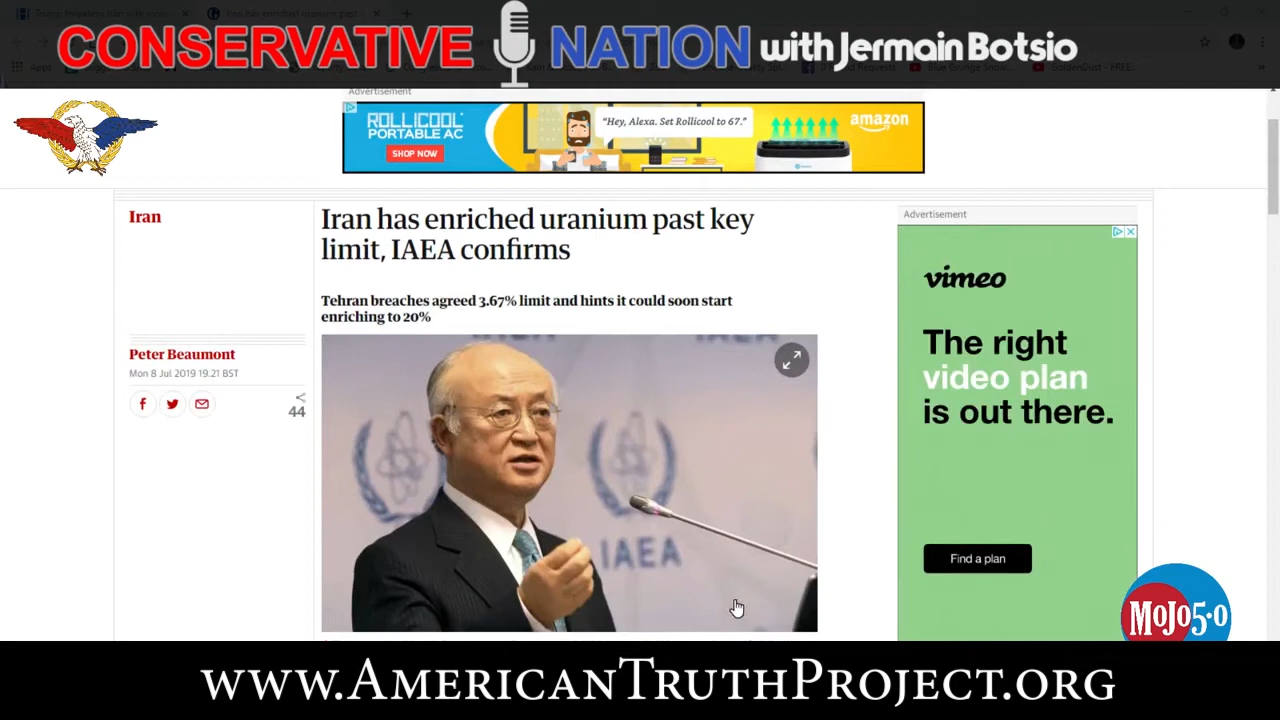 CONSERVATIVE NATION with Jermain Botsio
Apps
Advertisement
ROLLICOOL
PORTABLE AC
SHOP NOW
"Hey, Alexa. Set Rollicool to 67."
amazon
Iran
Iran has enriched uranium past key
limit, IAEA confirms
Tehran breaches agreed 3.67% limit and hints it could soon start
enriching to 20%
Peter Beaumont
Mon 8 Jul 2019 19.21 BST
44
IAEA
Advertisement
vimeo
The right
video plan
is out there.
Find a plan
MOJO5·0
www.AmericanTruthProject.org